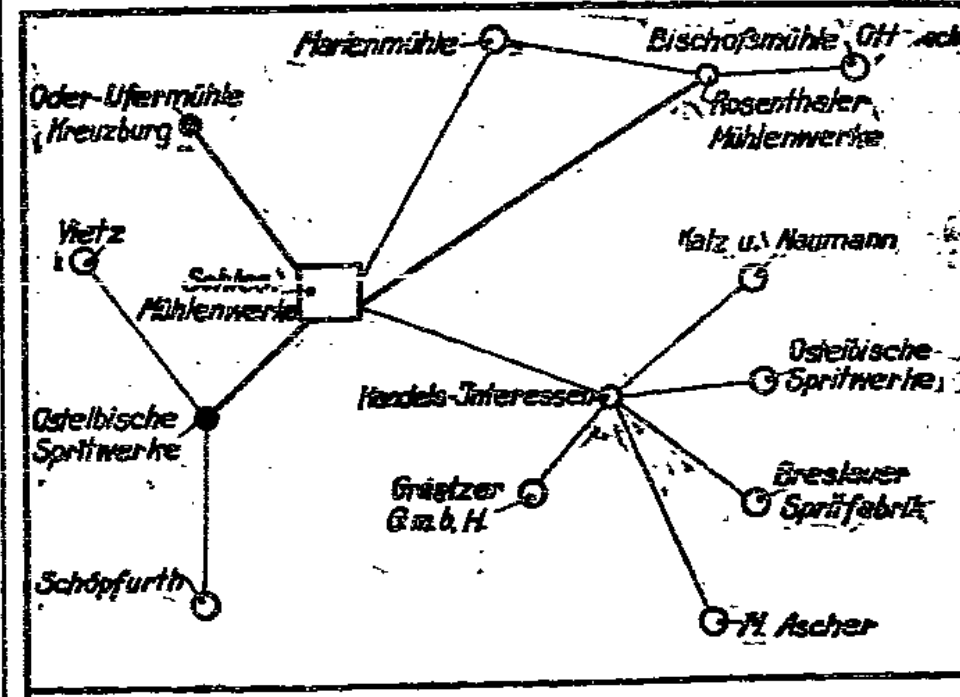 Marienmühle
Bischofsmühle
Oder-Ufermühle
Kreuzburg
Rosenthaler
Mühlenwerke
Vietz
Katz u. Naumann
Mühlenwerke
Ostelbische
Spritwerke
Handels-Interessen
Ostelbische
Spritwerke
Graetzer
G.m.b.H.
Breslauer
Spritfabrik
Schöpfurth
M. Ascher